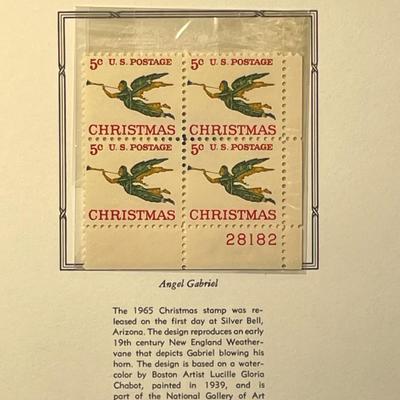 5c U.S. POSTAGE 5c U.S. POSTAGE
CHRISTMAS CHRISTMAS
5c U.S. POSTAGE 5c U.S. POSTAGE
CHRISTMAS CHRISTMAS
28182
Angel Gabriel
The 1965 Christmas stamp was re-
leased on the first day at Silver Bell,
Arizona. The design reproduces an early
19th century New England Weather-
vane that depicts Gabriel blowing his
horn. The design is based on a water-
color by Boston Artist Lucille Gloria
Chabot, painted in 1939, and is
part of the National Gallery of Art